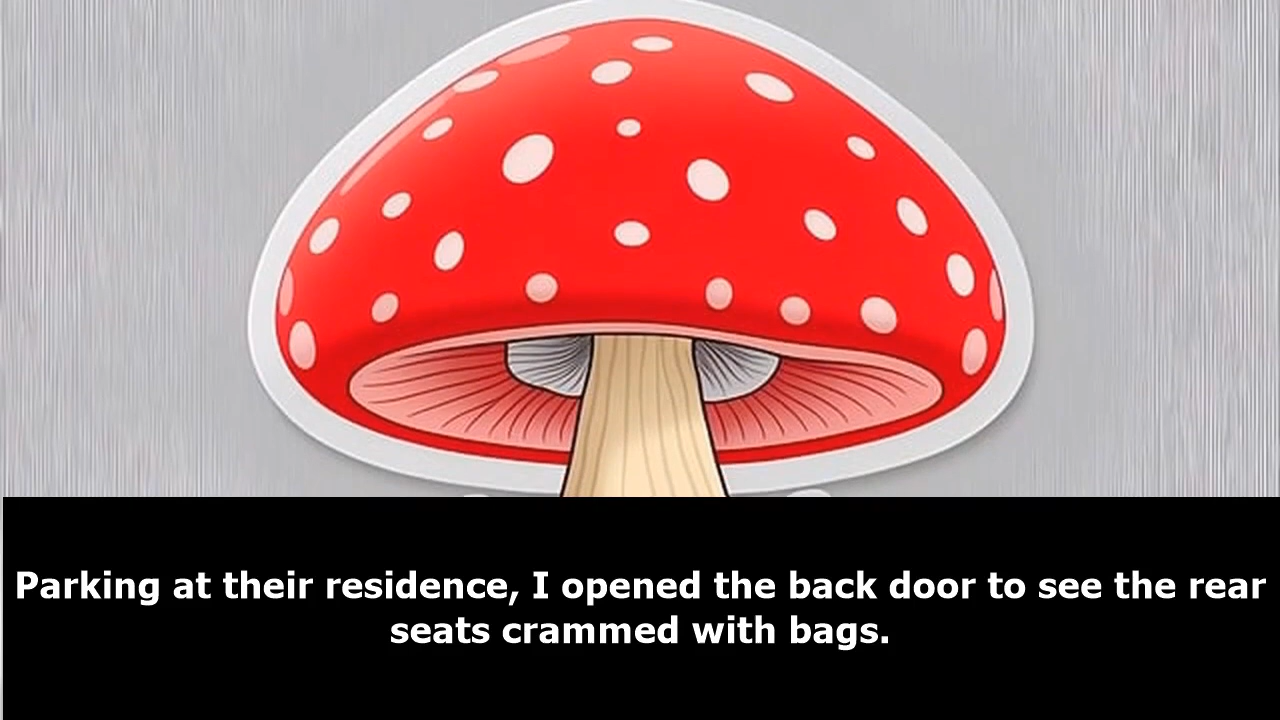 Parking at their residence, I opened the back door to see the rear
seats crammed with bags.